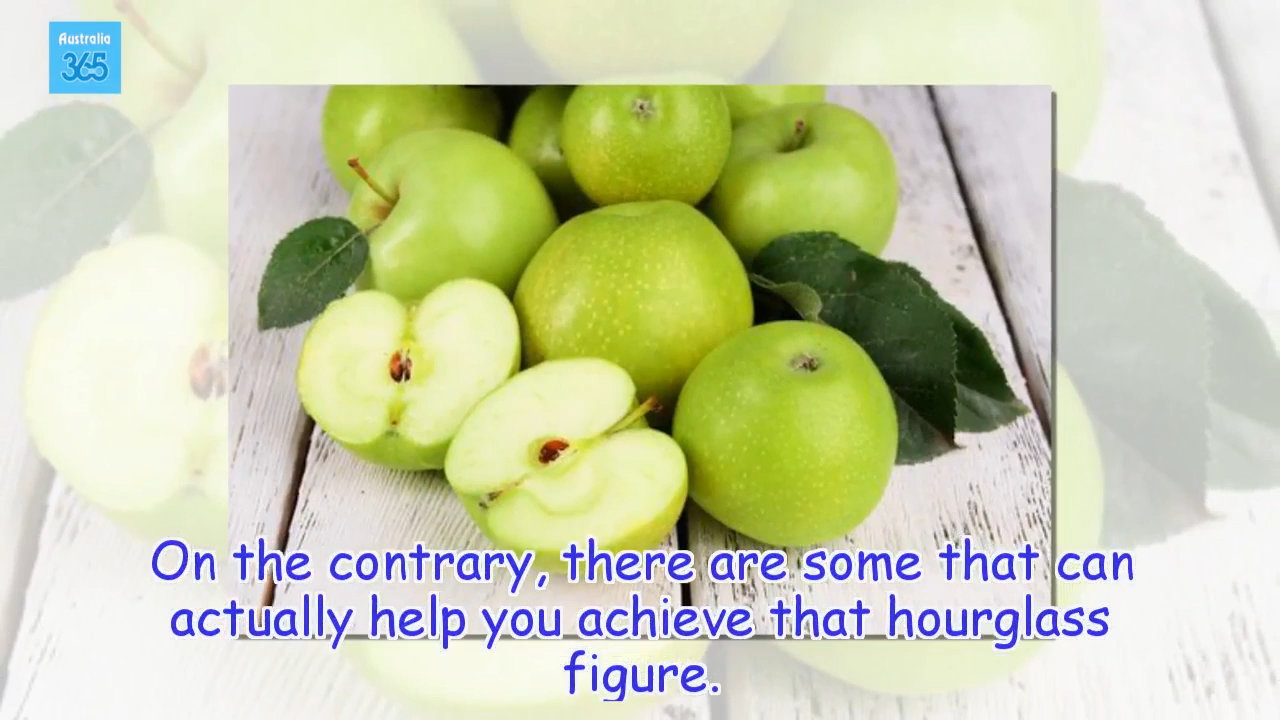 Australia
365
On the contrary, there are some that can
actually help you achieve that hourglass
figure.